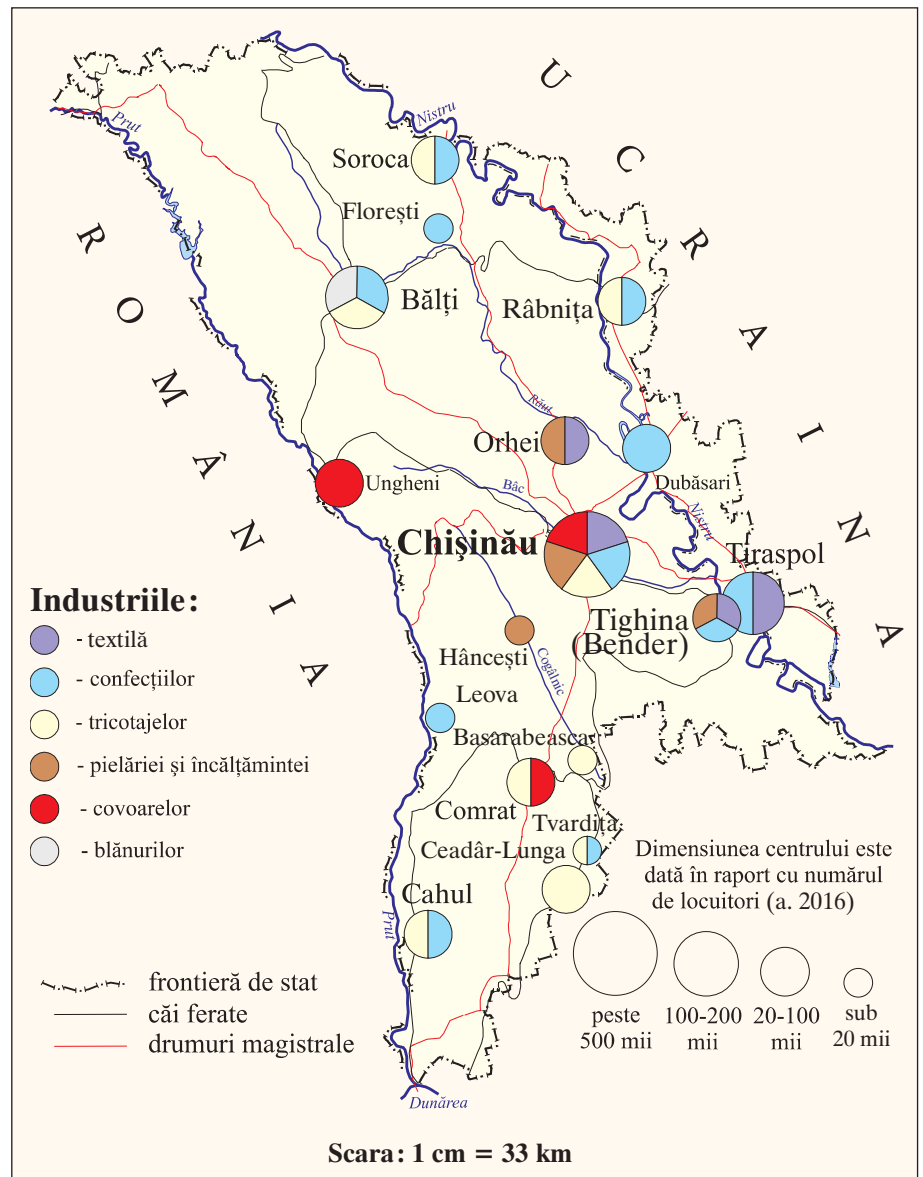 UCRAINA
ROMÂNIA
Prut
Nistru
Soroca
Florești
Bălți
Râbnița
Răut
Orhei
Ungheni
Dubăsari
Bâc
Nistru
Chișinău
Tiraspol
Tighina
(Bender)
Hâncești
Cogâlnic
Leova
Basarabeasca
Comrat
Tvardița
Ceadâr-Lunga
Cahul
Prut
Dunărea
Industriile:
- textilă
- confecțiilor
- tricotajelor
- pielăriei și încălțămintei
- covoarelor
- blănurilor
Dimensiunea centrului este
dată în raport cu numărul
de locuitori (a. 2016)
peste
500 mii
100-200
mii
20-100
mii
sub
20 mii
frontieră de stat
căi ferate
drumuri magistrale
Scara: 1 cm = 33 km